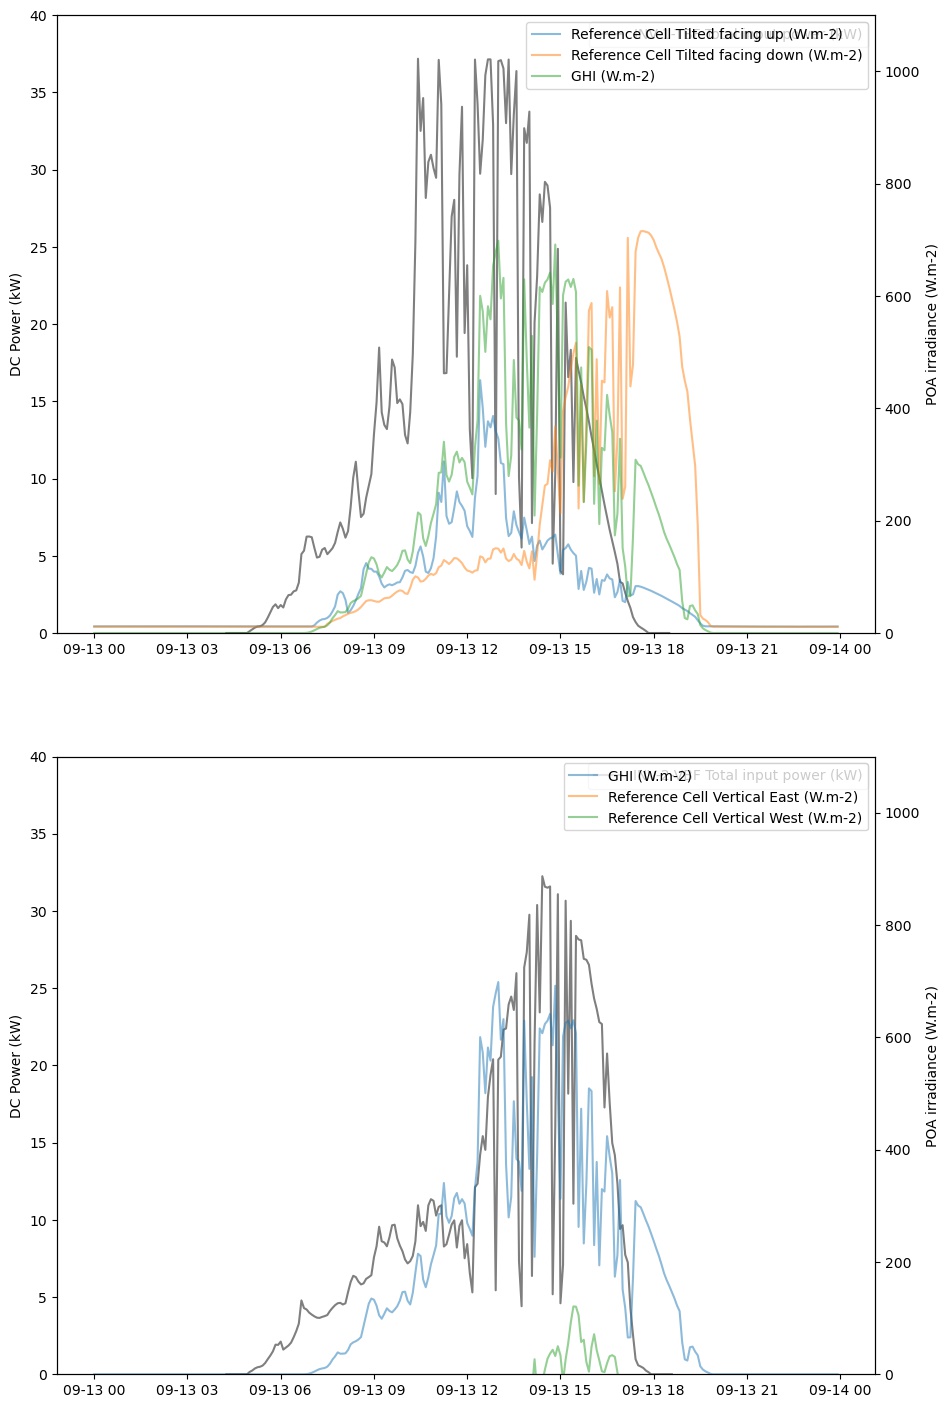 40
35
30
25
20
15
10
5
0
DC Power (kW)
Reference Cell Tilted facing up (W.m-2)
Reference Cell Tilted facing down (W.m-2)
GHI (W.m-2)
1000
800
600
400
200
0
POA irradiance (W.m-2)
09-13 00 09-13 03 09-13 06 09-13 09 09-13 12 09-13 15 09-13 18 09-13 21 09-14 00
40
35
30
25
20
15
10
5
0
DC Power (kW)
Total input power (kW)
GHI (W.m-2)
Reference Cell Vertical East (W.m-2)
Reference Cell Vertical West (W.m-2)
1000
800
600
400
200
0
POA irradiance (W.m-2)
09-13 00 09-13 03 09-13 06 09-13 09 09-13 12 09-13 15 09-13 18 09-13 21 09-14 00